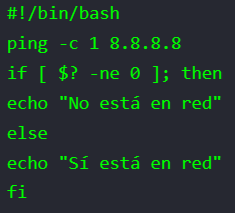 #!/bin/bash
ping -c 1 8.8.8.8
if [ $? -ne 0 ]; then
echo "No está en red"
else
echo "Sí está en red"
fi